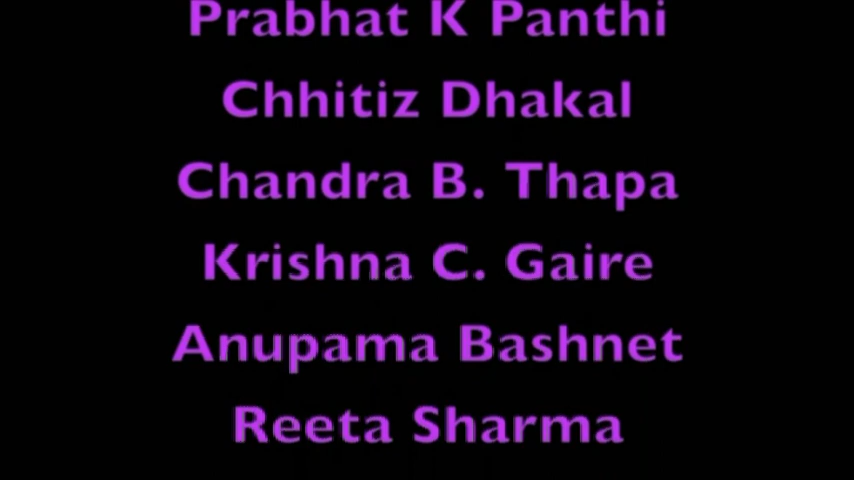 Prabhat K Panthi
Chhitiz Dhakal
Chandra B. Thapa
Krishna C. Gaire
Anupama Bashnet
Reeta Sharma